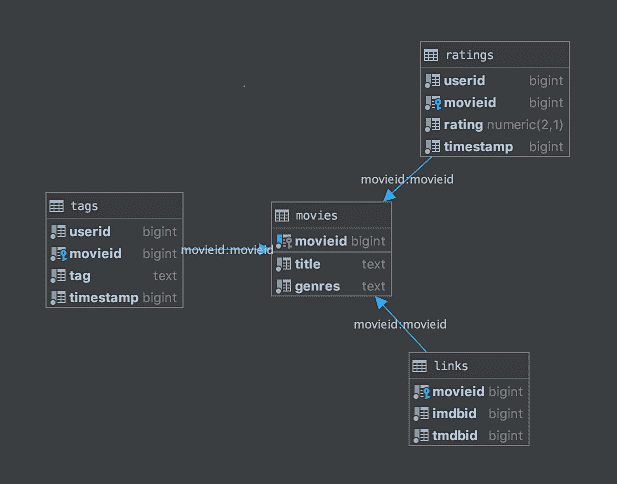 ratings
userid bigint
movieid bigint
rating numeric(2,1)
timestamp bigint
movieid:movieid
tags
userid bigint
movieid bigint
tag text
timestamp bigint
movieid:movieid
movies
movieid bigint
title text
genres text
movieid:movieid
links
movieid bigint
imdbid bigint
tmdbid bigint